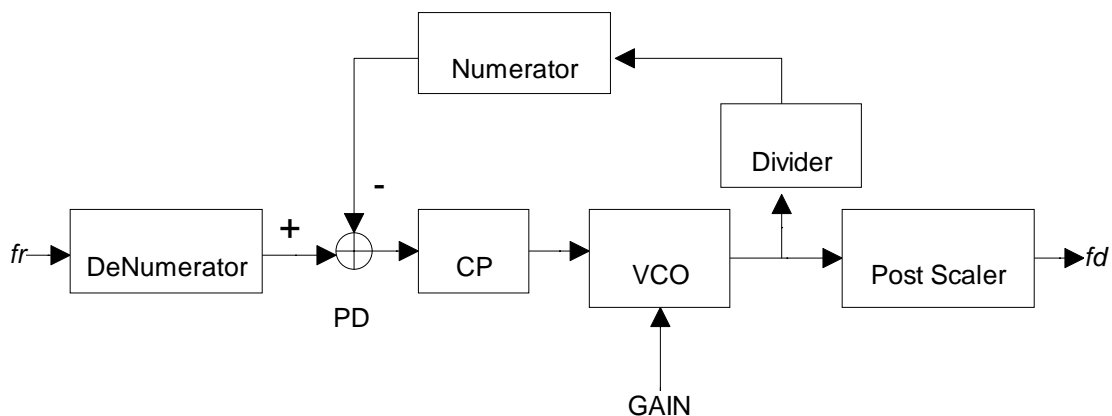 Numerator
Divider
-
+
fr
DeNumerator
CP
VCO
Post Scaler
fd
PD
GAIN